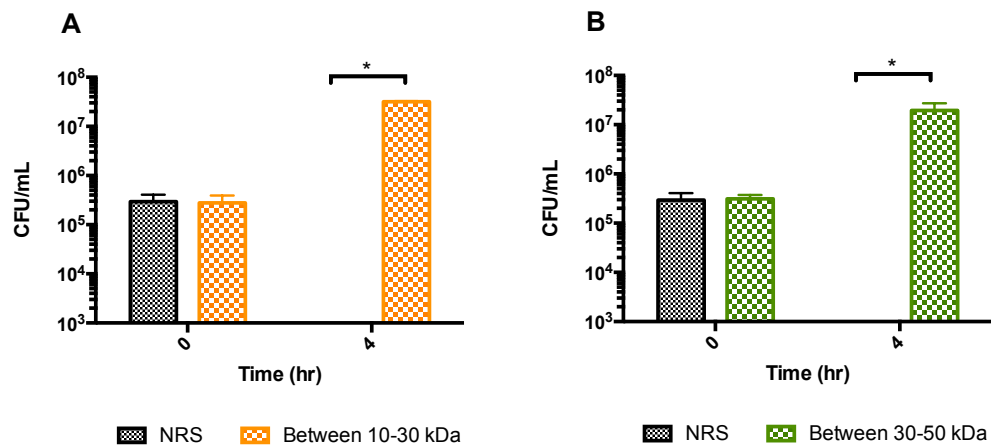 A
*
CFU/mL
10⁸
10⁷
10⁶
10⁵
10⁴
10³
0
4
Time (hr)
NRS
Between 10-30 kDa
B
*
CFU/mL
10⁸
10⁷
10⁶
10⁵
10⁴
10³
0
4
Time (hr)
NRS
Between 30-50 kDa